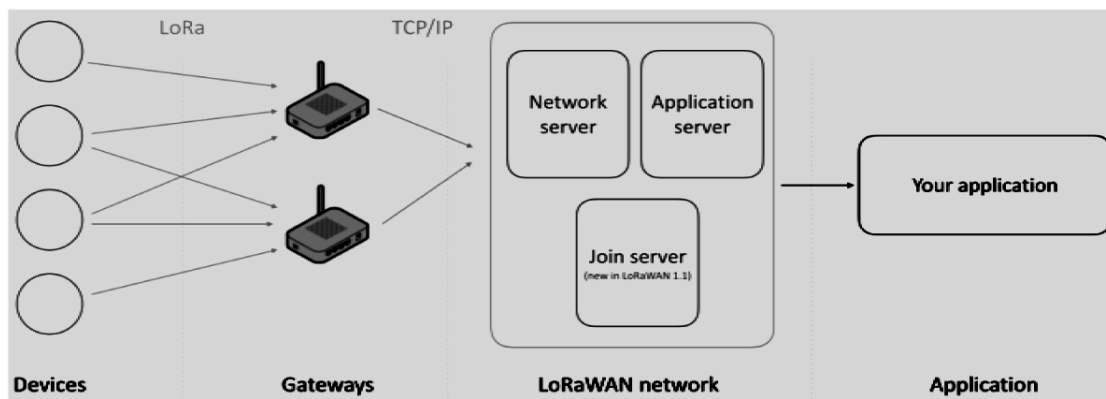 LoRa
TCP/IP
Network
server
Application
server
Join server
(new in LoRaWAN 1.1)
Your application
Devices
Gateways
LoRaWAN network
Application